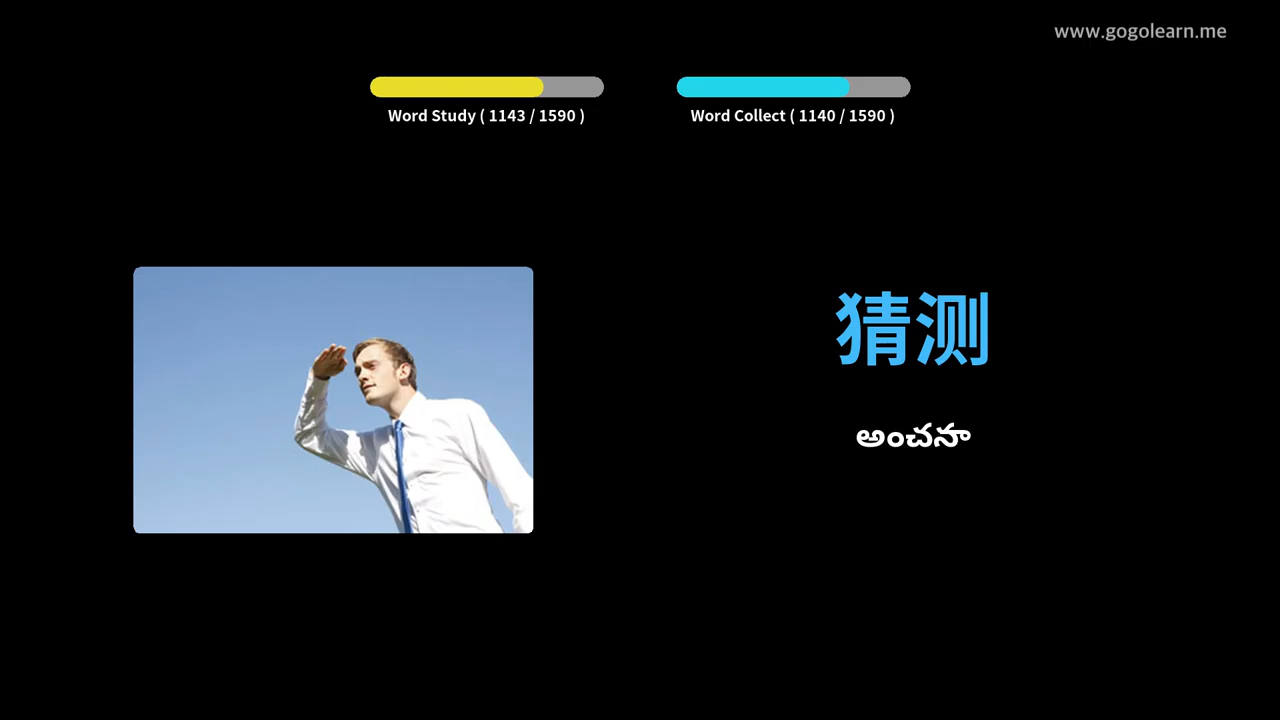 www.gogolearn.me
Word Study ( 1143 / 1590 )
Word Collect ( 1140 / 1590 )
猜测
అంచనా